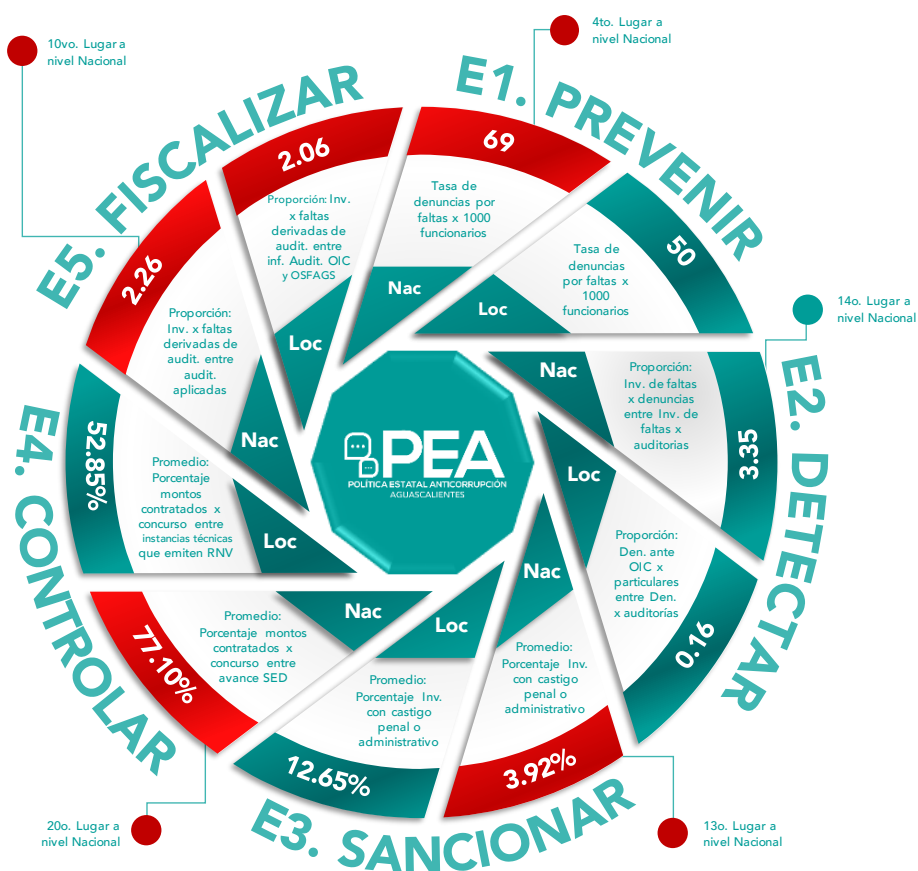 10vo. Lugar a
nivel Nacional
4to. Lugar a
nivel Nacional
E1. PREVENIR
69
Tasa de
denuncias por
faltas x 1000
funcionarios
Nac
50
Tasa de
denuncias
por faltas x
1000
funcionarios
Loc
14o. Lugar a
nivel Nacional
E2. DETECTAR
3.35
Proporción:
Inv. de faltas
x denuncias
entre Inv. de
faltas x
auditorias
Nac
0.16
Proporción:
Den. ante
OIC x
particulares
entre Den.
x auditorías
Loc
13o. Lugar a
nivel Nacional
E3. SANCIONAR
3.92%
Promedio:
Porcentaje Inv.
con castigo
penal o
administrativo
Nac
12.65%
Promedio:
Porcentaje Inv.
con castigo
penal o
administrativo
Loc
20o. Lugar a
nivel Nacional
E4. CONTROLAR
77.10%
Promedio:
Porcentaje montos
contratados x
concurso entre
avance SED
Nac
52.85%
Promedio:
Porcentaje
montos
contratados x
concurso entre
instancias técnicas
que emiten RNV
Loc
E5. FISCALIZAR
2.26
Proporción:
Inv. x faltas
derivadas de
audit. entre
audit.
aplicadas
Nac
2.06
Proporción: Inv.
x faltas
derivadas de
audit. entre
inf. Audit. OIC
y OSFAGS
Loc
PEA
POLÍTICA ESTATAL ANTICORRUPCIÓN
AGUASCALIENTES